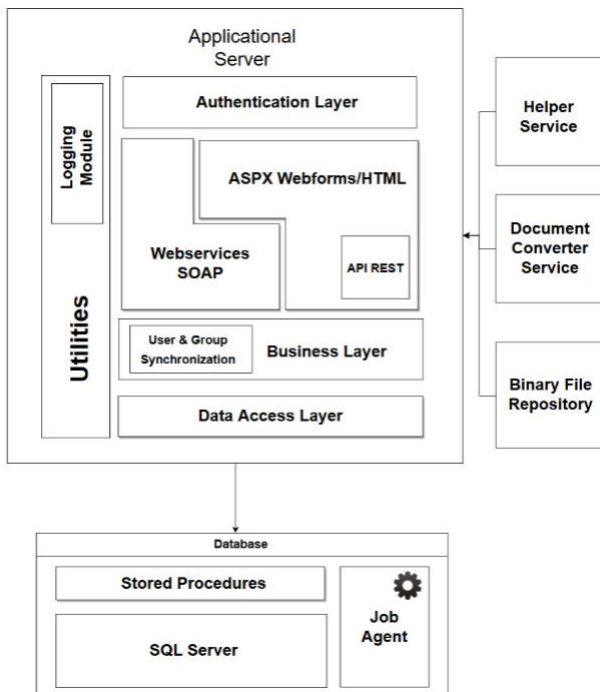 Applicational
Server
Authentication Layer
Logging
Module
Utilities
ASPX Webforms/HTML
Webservices
SOAP
API REST
User & Group
Synchronization
Business Layer
Data Access Layer
Helper
Service
Document
Converter
Service
Binary File
Repository
Database
Stored Procedures
SQL Server
Job
Agent